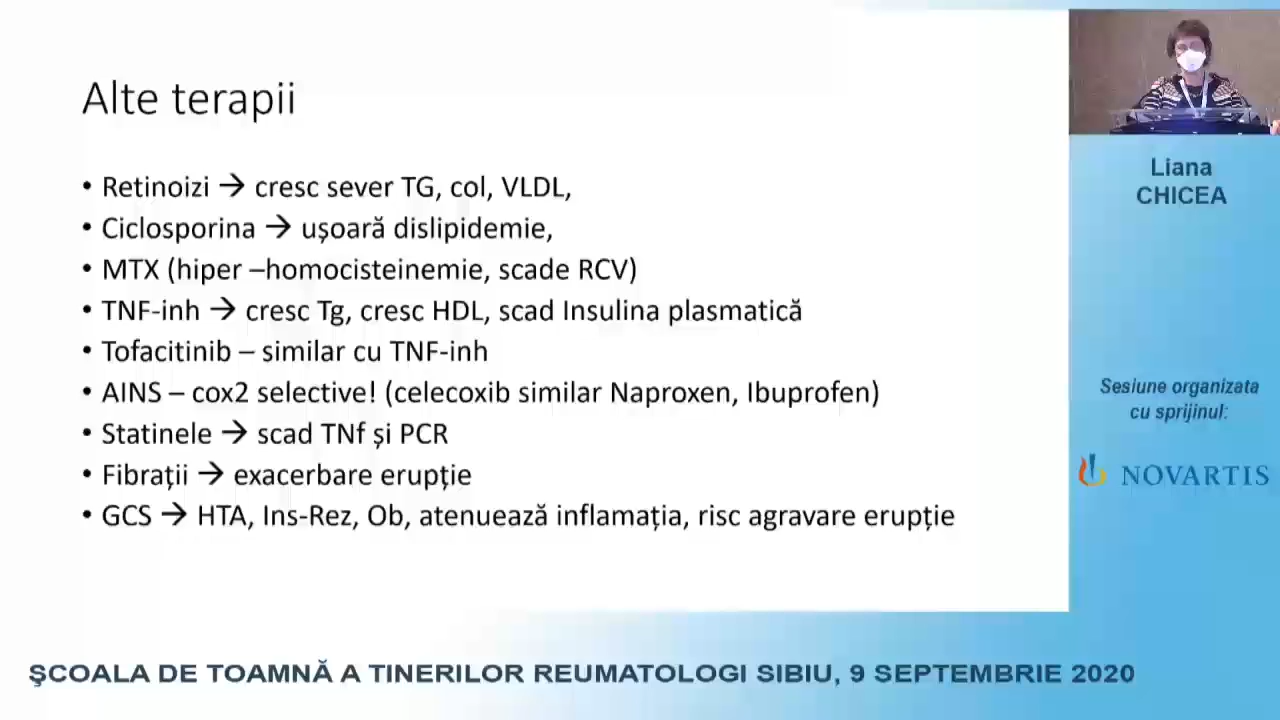 Alte terapii
• Retinoizi → cresc sever TG, col, VLDL,
• Ciclosporina → ușoară dislipidemie,
• MTX (hiper –homocisteinemie, scade RCV)
• TNF-inh → cresc Tg, cresc HDL, scad Insulina plasmatică
• Tofacitinib – similar cu TNF-inh
• AINS – cox2 selective! (celecoxib similar Naproxen, Ibuprofen)
• Statinele → scad TNf și PCR
• Fibrații → exacerbare erupție
• GCS → HTA, Ins-Rez, Ob, atenuează inflamația, risc agravare erupție
Liana
CHICEA
Sesiune organizata
cu sprijinul:
NOVARTIS
ŞCOALA DE TOAMNĂ A TINERILOR REUMATOLOGI SIBIU, 9 SEPTEMBRIE 2020